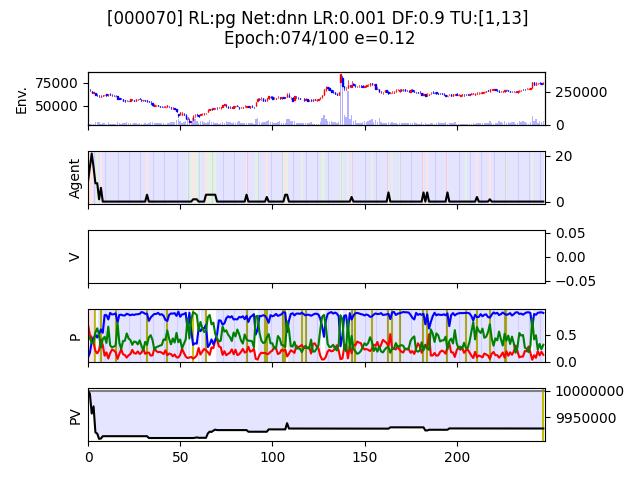 [000070] RL:pg Net:dnn LR:0.001 DF:0.9 TU:[1,13]
Epoch:074/100 e=0.12
Env.
75000
50000
250000
0
Agent
20
0
V
0.05
0.00
−0.05
P
0.5
0.0
PV
10000000
9950000
0
50
100
150
200